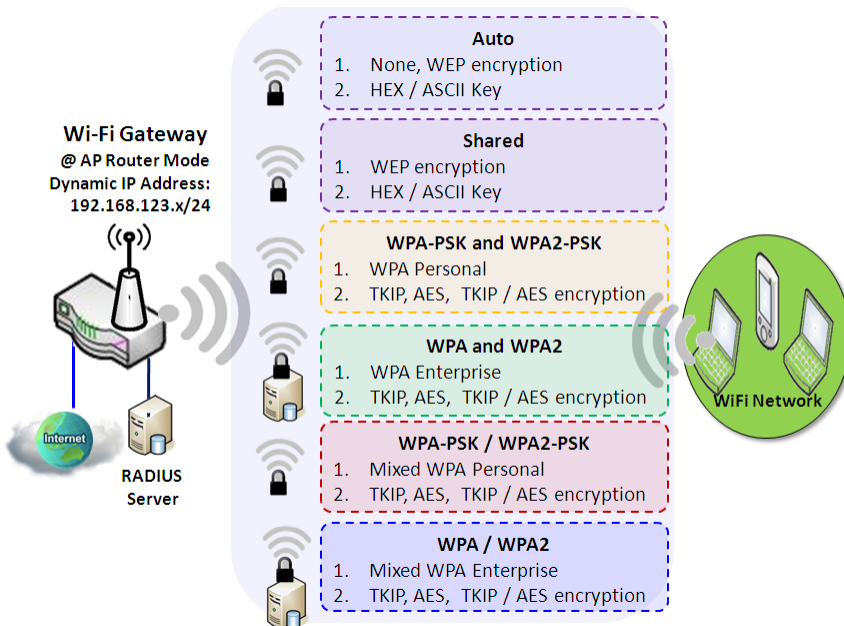 Wi-Fi Gateway
@ AP Router Mode
Dynamic IP Address:
192.168.123.x/24
Internet
RADIUS
Server
Auto
1. None, WEP encryption
2. HEX / ASCII Key
Shared
1. WEP encryption
2. HEX / ASCII Key
WPA-PSK and WPA2-PSK
1. WPA Personal
2. TKIP, AES, TKIP / AES encryption
WPA and WPA2
1. WPA Enterprise
2. TKIP, AES, TKIP / AES encryption
WPA-PSK / WPA2-PSK
1. Mixed WPA Personal
2. TKIP, AES, TKIP / AES encryption
WPA / WPA2
1. Mixed WPA Enterprise
2. TKIP, AES, TKIP / AES encryption
WiFi Network